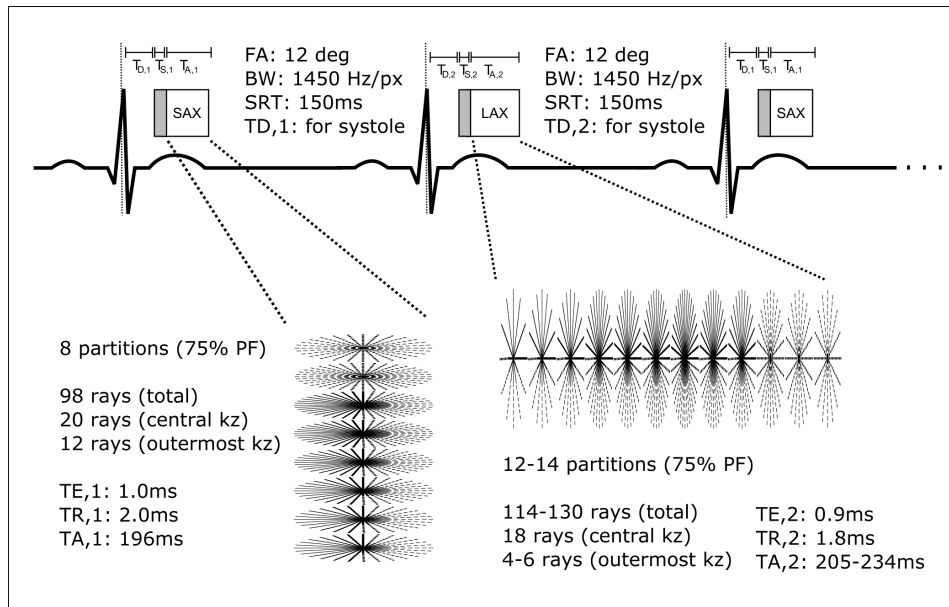 T_D,1 T_S,1 T_A,1
SAX
FA: 12 deg
BW: 1450 Hz/px
SRT: 150ms
TD,1: for systole
T_D,2 T_S,2 T_A,2
LAX
FA: 12 deg
BW: 1450 Hz/px
SRT: 150ms
TD,2: for systole
T_D,1 T_S,1 T_A,1
SAX
8 partitions (75% PF)
98 rays (total)
20 rays (central kz)
12 rays (outermost kz)
TE,1: 1.0ms
TR,1: 2.0ms
TA,1: 196ms
12-14 partitions (75% PF)
114-130 rays (total)
18 rays (central kz)
4-6 rays (outermost kz)
TE,2: 0.9ms
TR,2: 1.8ms
TA,2: 205-234ms